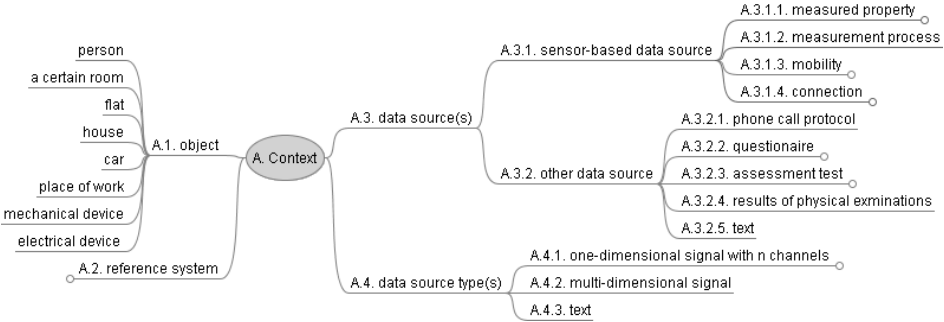 A. Context
A.1. object
person
a certain room
flat
house
car
place of work
mechanical device
electrical device
A.2. reference system
A.3. data source(s)
A.3.1. sensor-based data source
A.3.1.1. measured property
A.3.1.2. measurement process
A.3.1.3. mobility
A.3.1.4. connection
A.3.2. other data source
A.3.2.1. phone call protocol
A.3.2.2. questionaire
A.3.2.3. assessment test
A.3.2.4. results of physical exminations
A.3.2.5. text
A.4. data source type(s)
A.4.1. one-dimensional signal with n channels
A.4.2. multi-dimensional signal
A.4.3. text